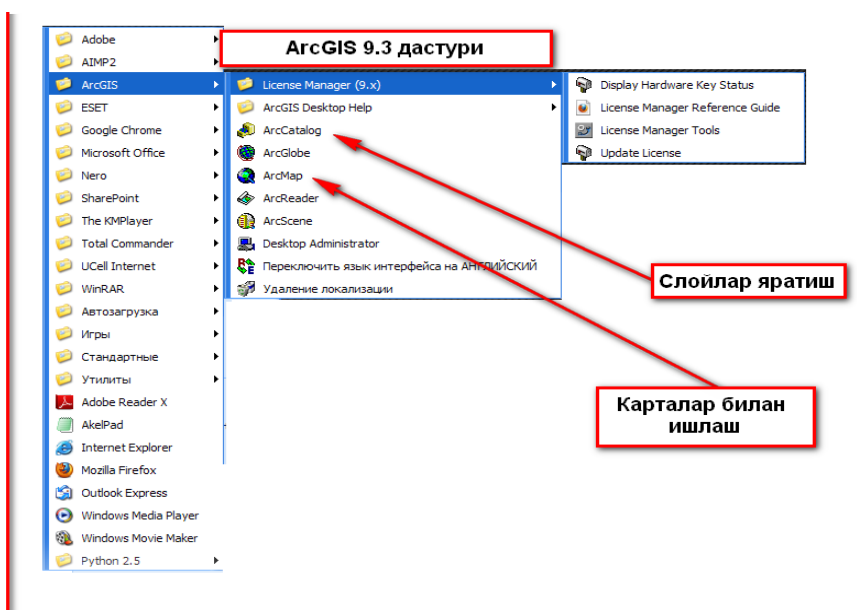 ArcGIS 9.3 дастури
Adobe
AIMP2
ArcGIS
ESET
Google Chrome
Microsoft Office
Nero
SharePoint
The KMPlayer
Total Commander
UCell Internet
WinRAR
Автозагрузка
Игры
Стандартные
Утилиты
Adobe Reader X
AkelPad
Internet Explorer
Mozilla Firefox
Outlook Express
Windows Media Player
Windows Movie Maker
Python 2.5
License Manager (9.x)
ArcGIS Desktop Help
ArcCatalog
ArcGlobe
ArcMap
ArcReader
ArcScene
Desktop Administrator
Переключить язык интерфейса на АНГЛИЙСКИЙ
Удаление локализации
Display Hardware Key Status
License Manager Reference Guide
License Manager Tools
Update License
Слойлар яратиш
Карталар билан
ишлаш